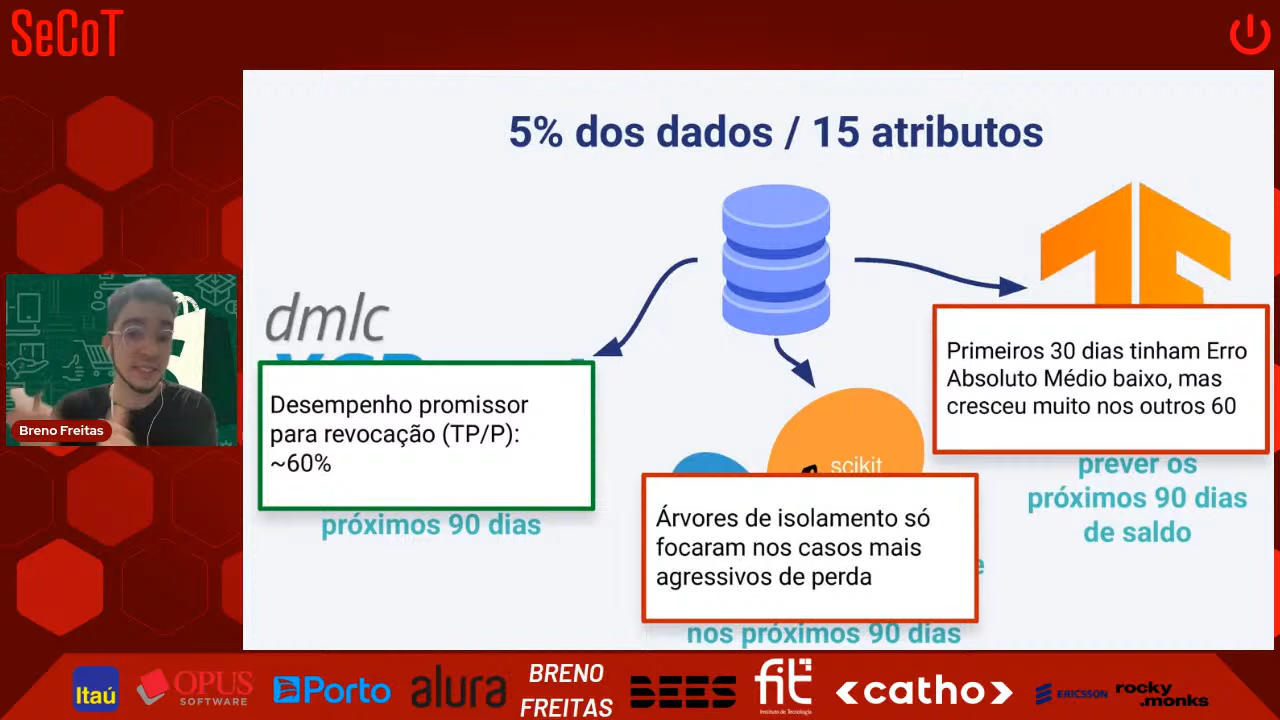 SeCoT
5% dos dados / 15 atributos
dmlc
Desempenho promissor
para revocação (TP/P):
~60%
próximos 90 dias
scikit
Árvores de isolamento só
focaram nos casos mais
agressivos de perda
nos próximos 90 dias
Primeiros 30 dias tinham Erro
Absoluto Médio baixo, mas
cresceu muito nos outros 60
prever os
próximos 90 dias
de saldo
Breno Freitas
Itaú
OPUS
SOFTWARE
Porto
alura
BRENO
FREITAS
BEES
fit
Instituto de Tecnologia
<catho>
ERICSSON
rocky
.monks